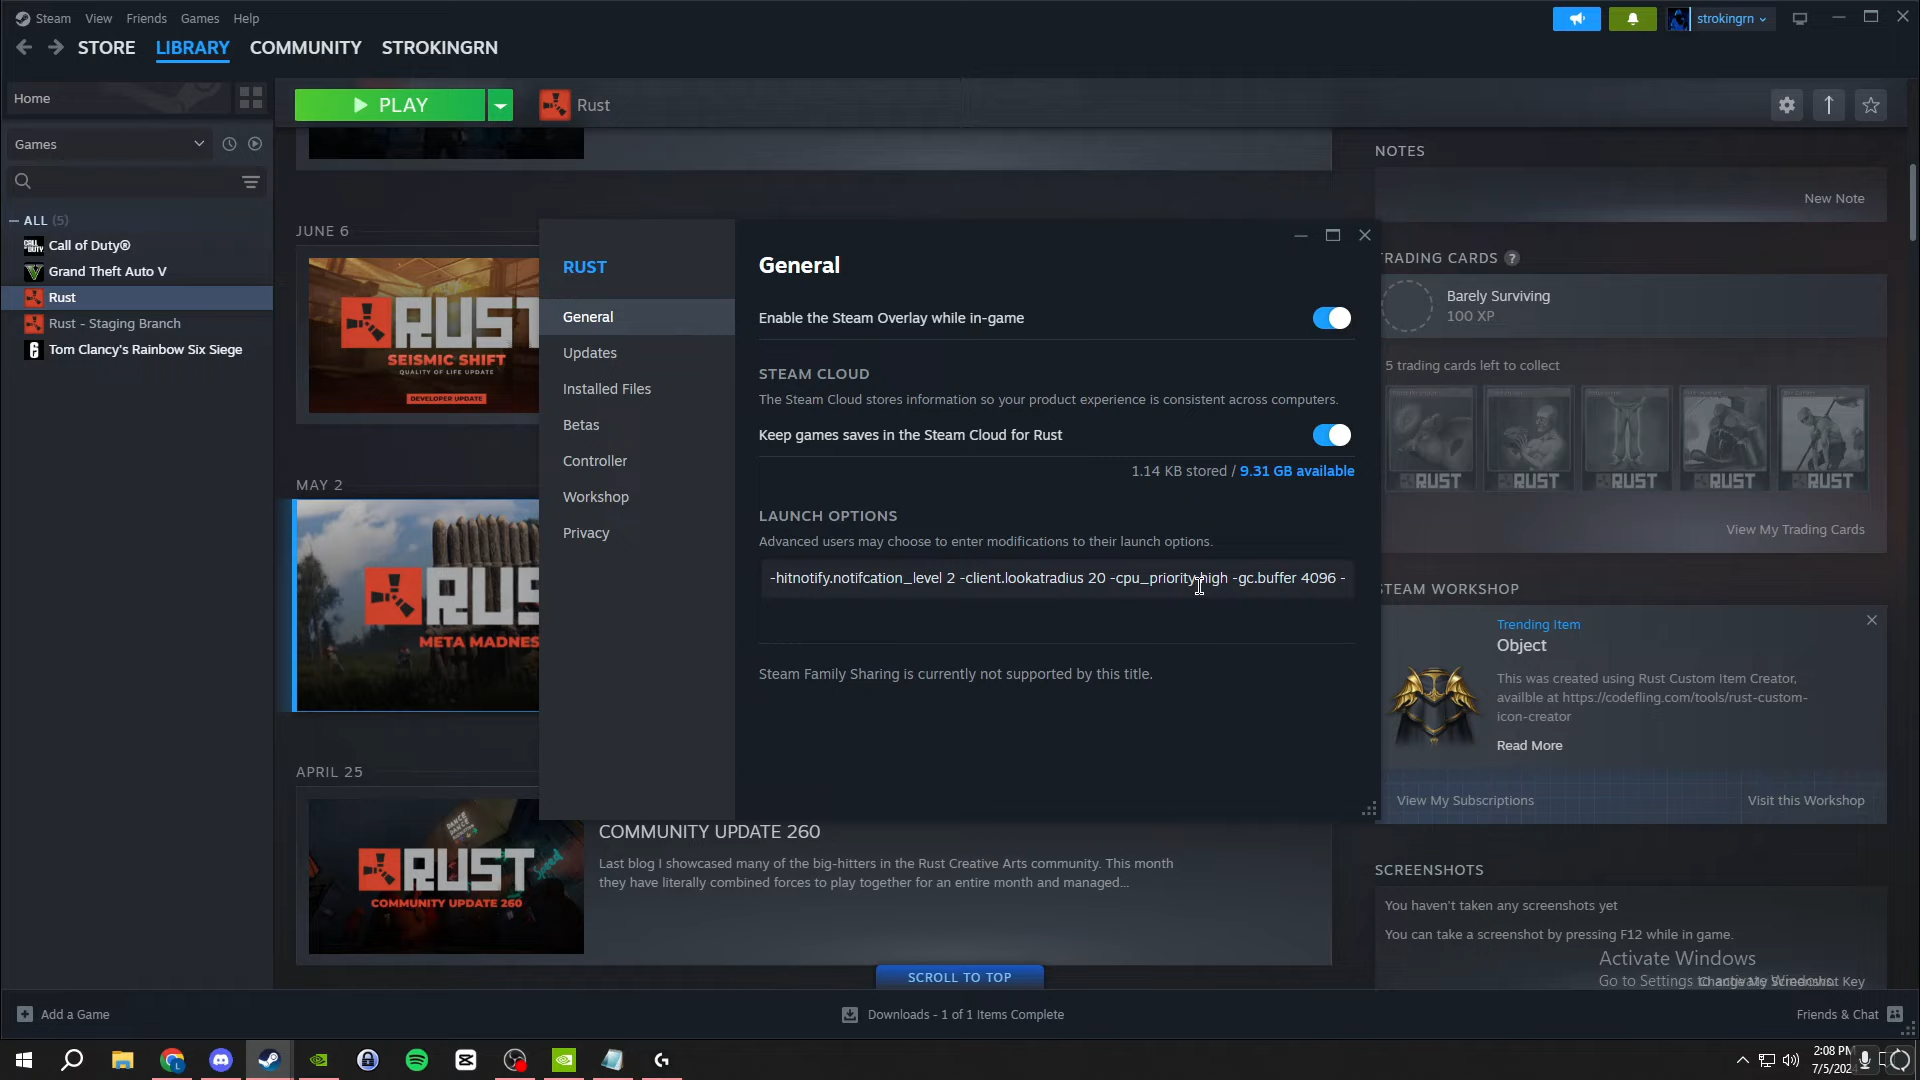 Steam View Friends Games Help
strokingrn
STORE LIBRARY COMMUNITY STROKINGRN
Home
PLAY
Rust
Games
ALL (5)
Call of Duty®
Grand Theft Auto V
Rust
Rust - Staging Branch
Tom Clancy's Rainbow Six Siege
JUNE 6
RUST
SEISMIC SHIFT
QUALITY OF LIFE UPDATE
DEVELOPER UPDATE
MAY 2
RUS
META MADNES
APRIL 25
RUST
COMMUNITY UPDATE 260
COMMUNITY UPDATE 260
Last blog I showcased many of the big-hitters in the Rust Creative Arts community. This month
they have literally combined forces to play together for an entire month and managed...
SCROLL TO TOP
RUST
General
Updates
Installed Files
Betas
Controller
Workshop
Privacy
General
Enable the Steam Overlay while in-game
STEAM CLOUD
The Steam Cloud stores information so your product experience is consistent across computers.
Keep games saves in the Steam Cloud for Rust
1.14 KB stored / 9.31 GB available
LAUNCH OPTIONS
Advanced users may choose to enter modifications to their launch options.
-hitnotify.notifcation_level 2 -client.lookatradius 20 -cpu_priority high -gc.buffer 4096 -
Steam Family Sharing is currently not supported by this title.
NOTES
New Note
TRADING CARDS ?
Barely Surviving
100 XP
5 trading cards left to collect
RUST RUST RUST RUST RUST
View My Trading Cards
STEAM WORKSHOP
Trending Item
Object
This was created using Rust Custom Item Creator,
availble at https://codefling.com/tools/rust-custom-
icon-creator
Read More
View My Subscriptions
Visit this Workshop
SCREENSHOTS
You haven't taken any screenshots yet
You can take a screenshot by pressing F12 while in game.
Activate Windows
Go to Settings to activate Windows.
Change My Screenshot Key
Add a Game
Downloads - 1 of 1 Items Complete
Friends & Chat
2:08 PM